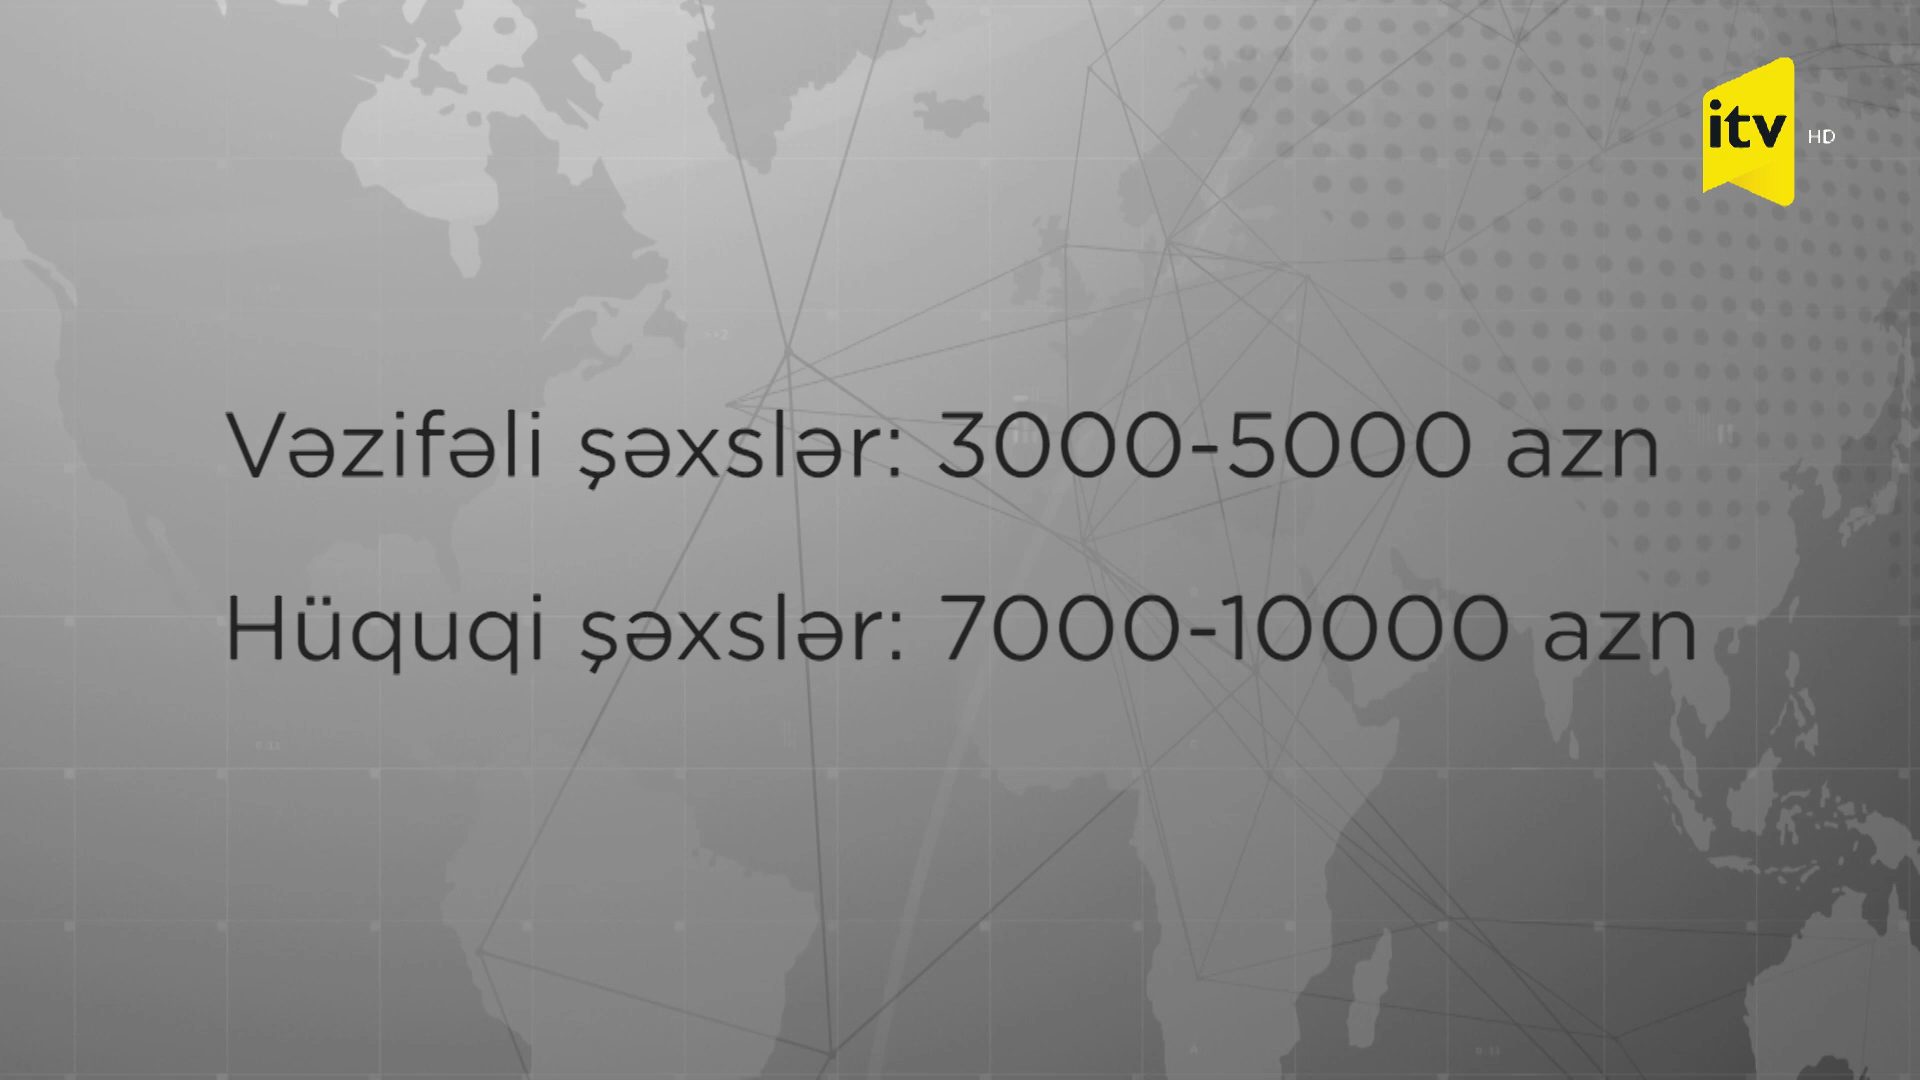 itv HD
Vəzifəli şəxslər: 3000-5000 azn
Hüquqi şəxslər: 7000-10000 azn